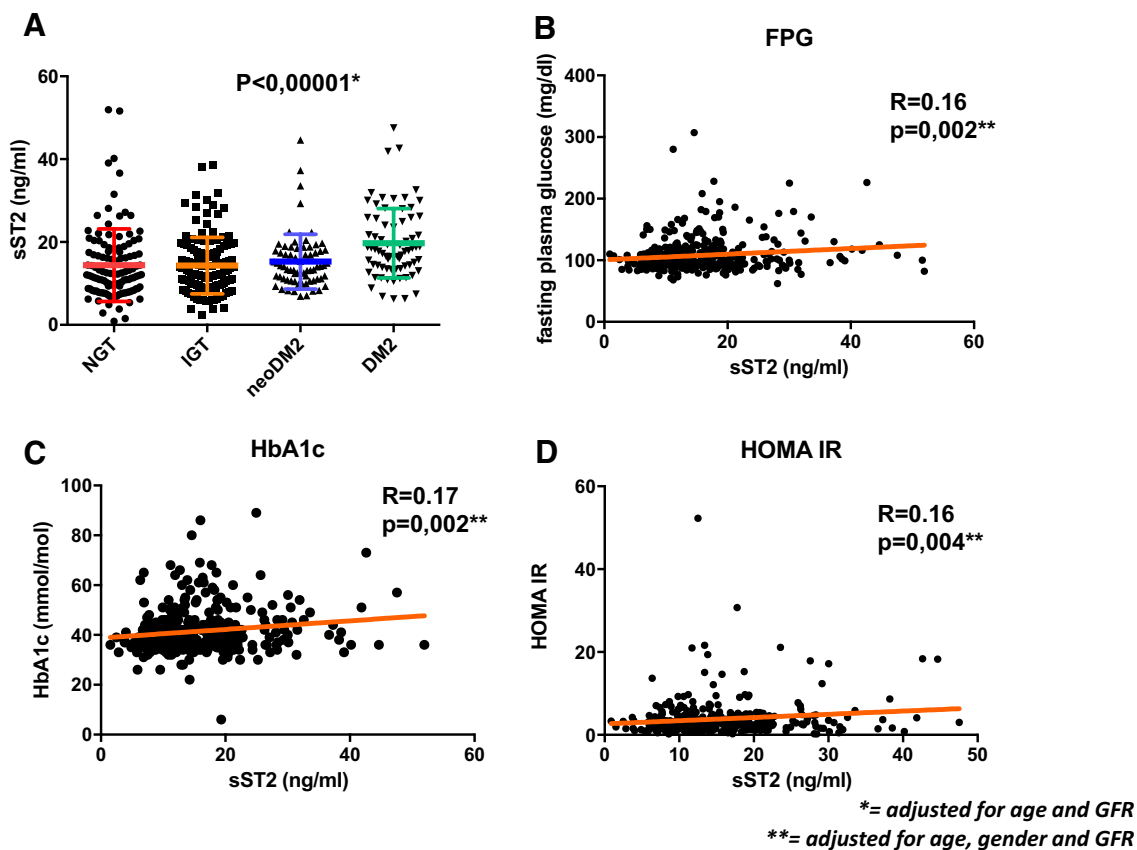 A
P<0,00001*
sST2 (ng/ml)
60
40
20
0
NGT
IGT
neoDM2
DM2
B
FPG
R=0.16
p=0,002**
fasting plasma glucose (mg/dl)
400
300
200
100
0
0 20 40 60
sST2 (ng/ml)
C
HbA1c
R=0.17
p=0,002**
HbA1c (mmol/mol)
100
80
60
40
20
0
0 20 40 60
sST2 (ng/ml)
D
HOMA IR
R=0.16
p=0,004**
HOMA IR
60
40
20
0
0 10 20 30 40 50
sST2 (ng/ml)
*= adjusted for age and GFR
**= adjusted for age, gender and GFR